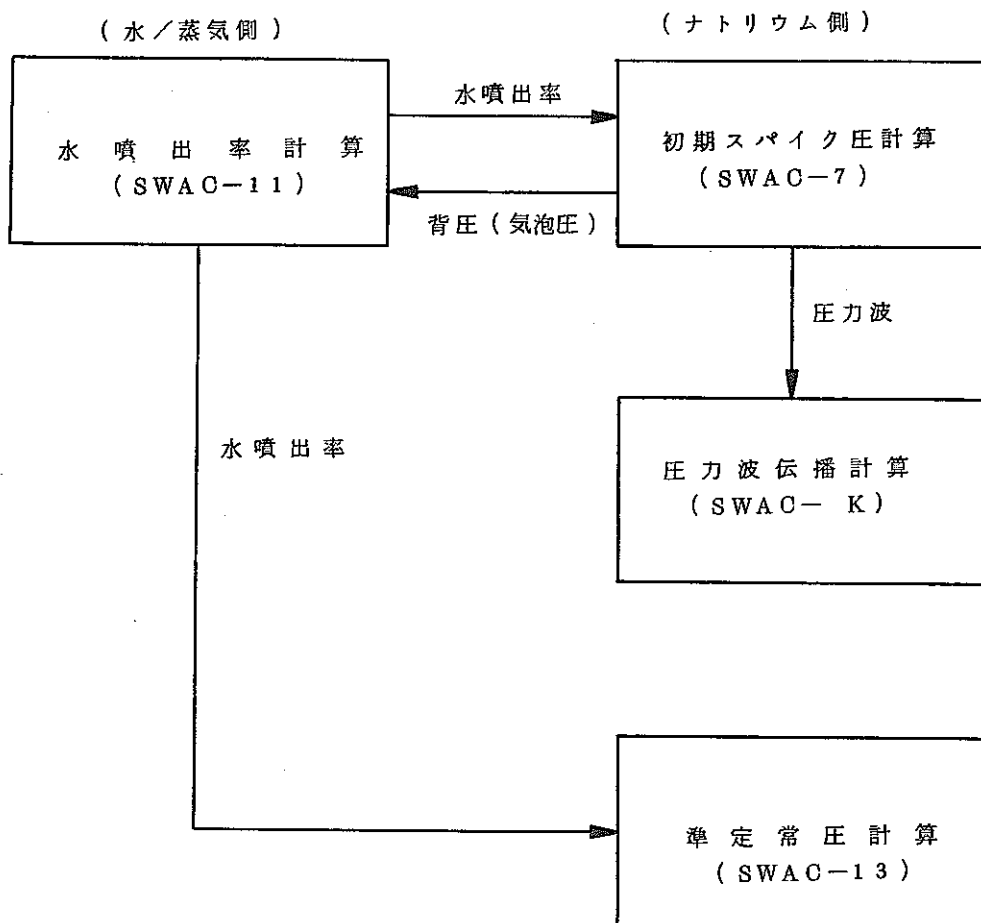 (水/蒸気側)
(ナトリウム側)
水噴出率計算
(SWAC-11)
水噴出率
背圧(気泡圧)
初期スパイク圧計算
(SWAC-7)
圧力波
圧力波伝播計算
(SWAC- K)
水噴出率
準定常圧計算
(SWAC-13)